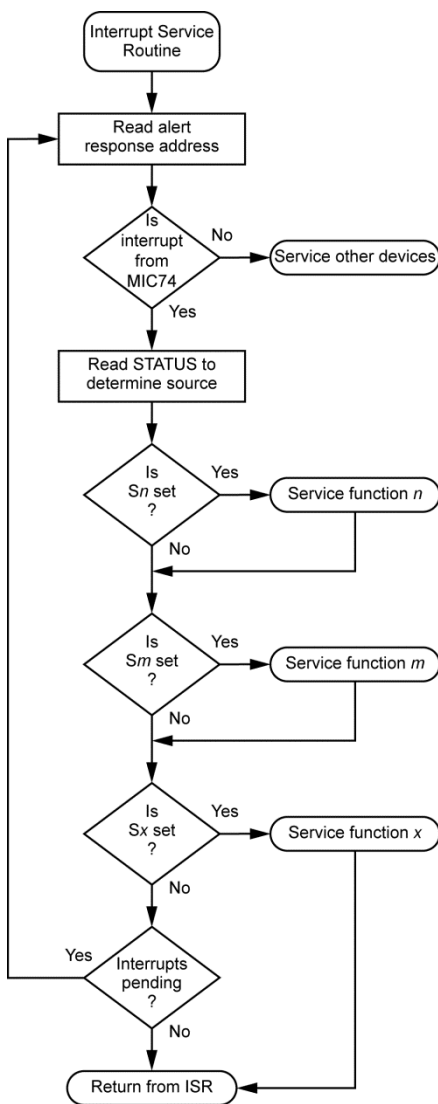 Interrupt Service
Routine
Read alert
response address
Is
interrupt
from
MIC74
No
Service other devices
Yes
Read STATUS to
determine source
Is
Sn set
?
Yes
Service function n
No
Is
Sm set
?
Yes
Service function m
No
Is
Sx set
?
Yes
Service function x
No
Yes
Interrupts
pending
?
No
Return from ISR